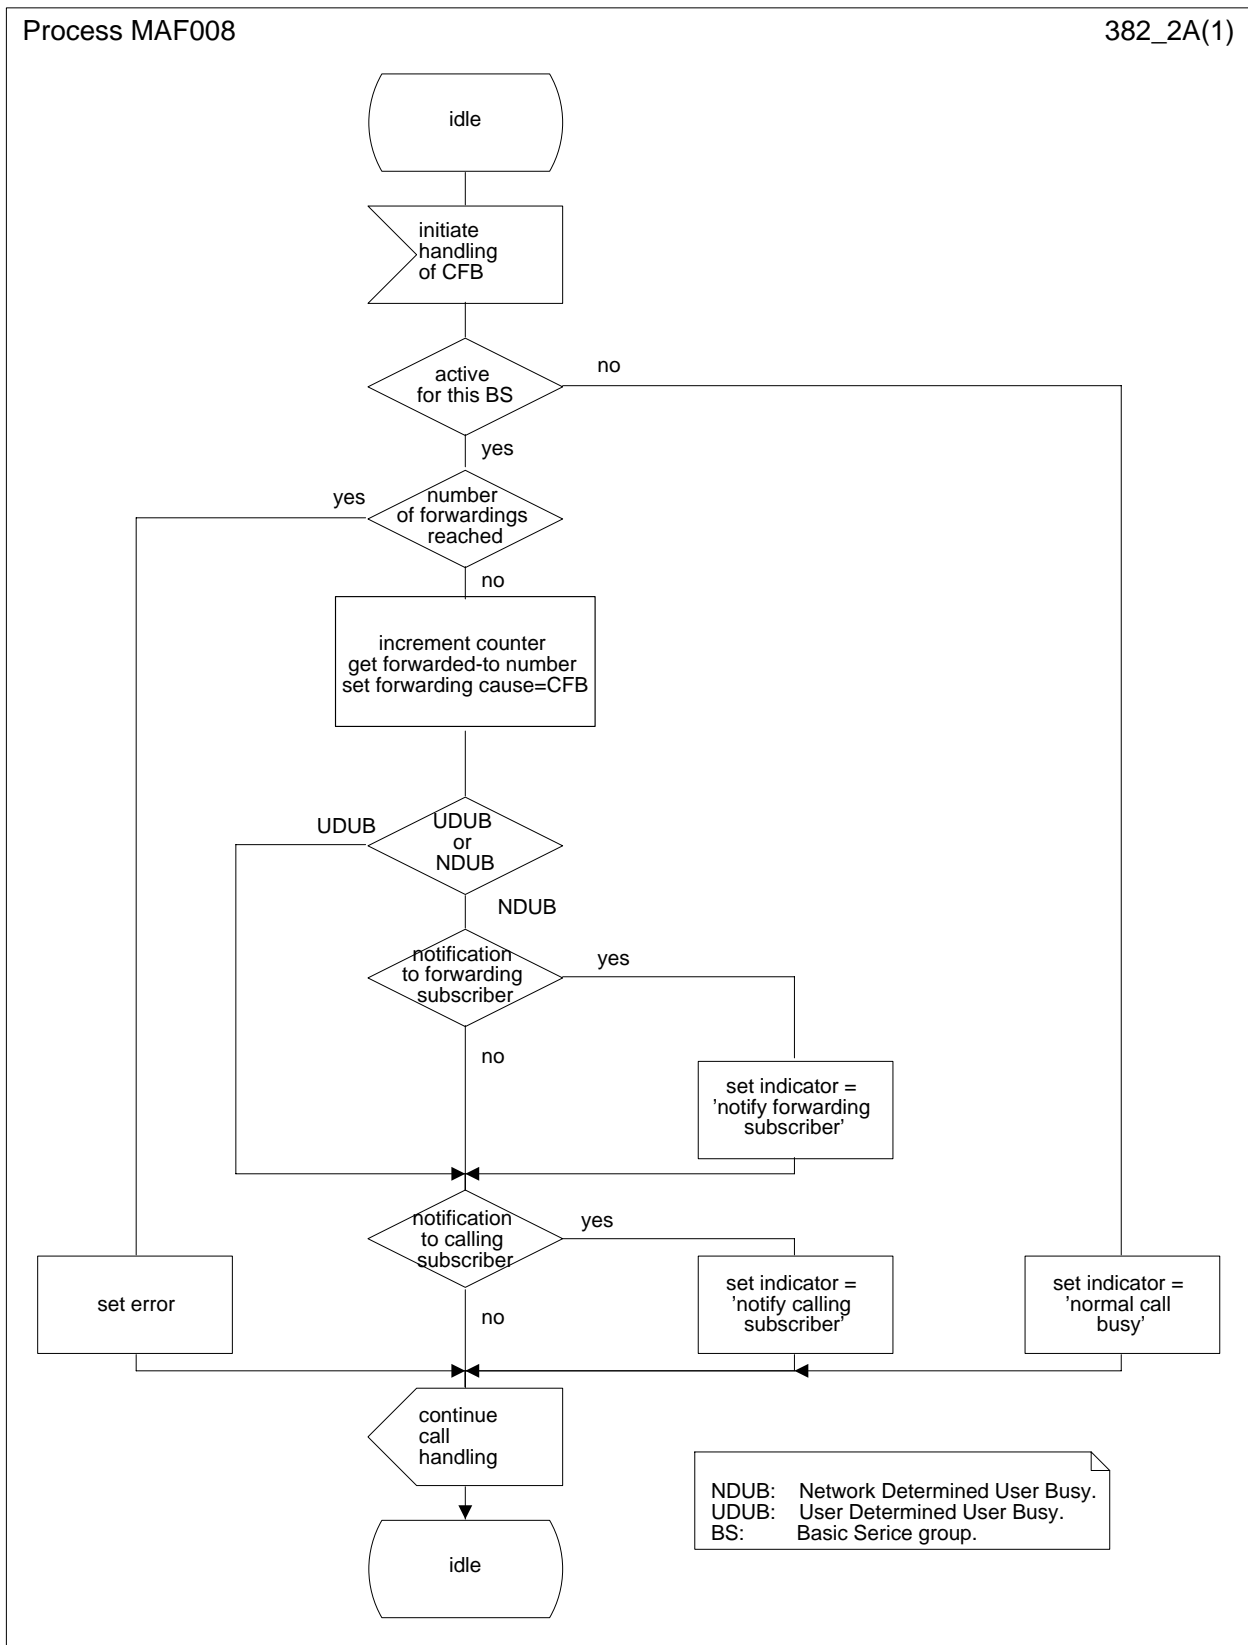 Process MAF008
382_2A(1)
idle
initiate
handling
of CFB
active
for this BS
no
yes
yes
number
of forwardings
reached
no
increment counter
get forwarded-to number
set forwarding cause=CFB
UDUB
UDUB
or
NDUB
NDUB
notification
to forwarding
subscriber
yes
no
set indicator =
’notify forwarding
subscriber’
notification
to calling
subscriber
yes
no
set error
set indicator =
’notify calling
subscriber’
set indicator =
’normal call
busy’
continue
call
handling
NDUB: Network Determined User Busy.
UDUB: User Determined User Busy.
BS: Basic Serice group.
idle